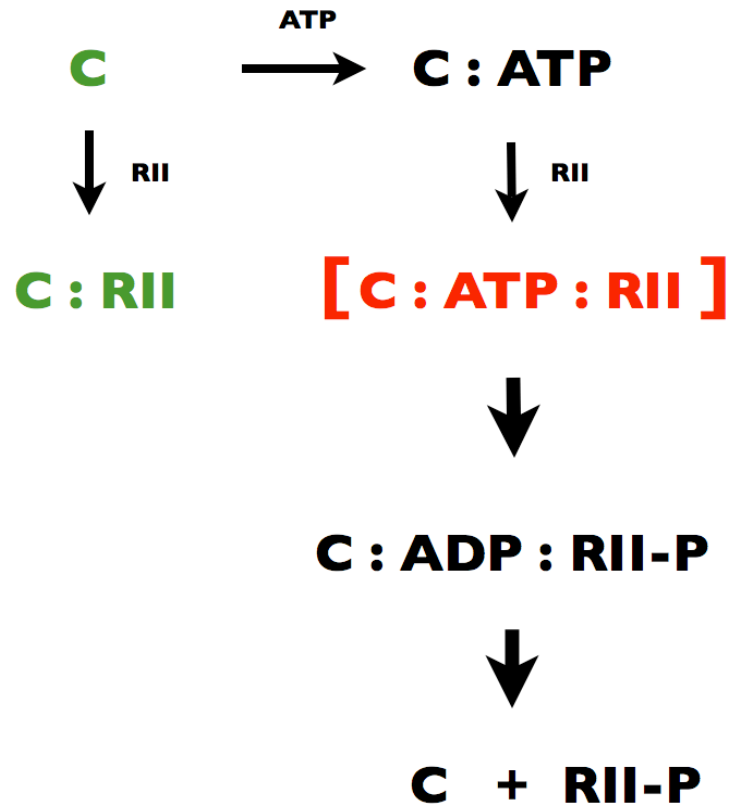 ATP
C C : ATP
RII RII
C : RII [ C : ATP : RII ]
C : ADP : RII-P
C + RII-P